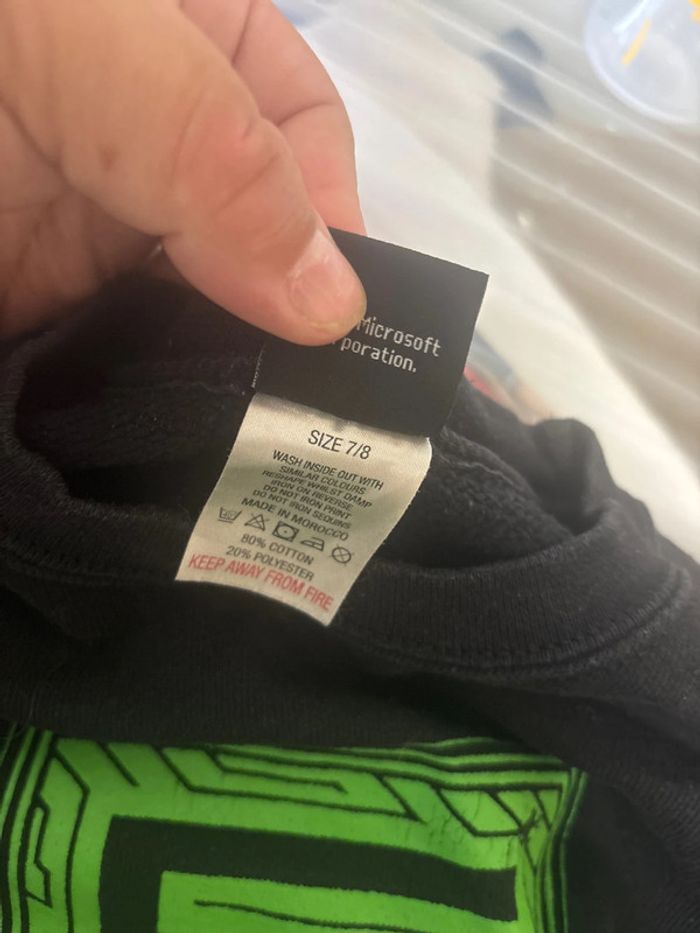 Microsoft
poration.
SIZE 7/8
WASH INSIDE OUT WITH
SIMILAR COLOURS
RESHAPE WHILST DAMP
IRON ON REVERSE
DO NOT IRON PRINT
DO NOT IRON SEQUINS
MADE IN MOROCCO
80% COTTON
20% POLYESTER
KEEP AWAY FROM FIRE